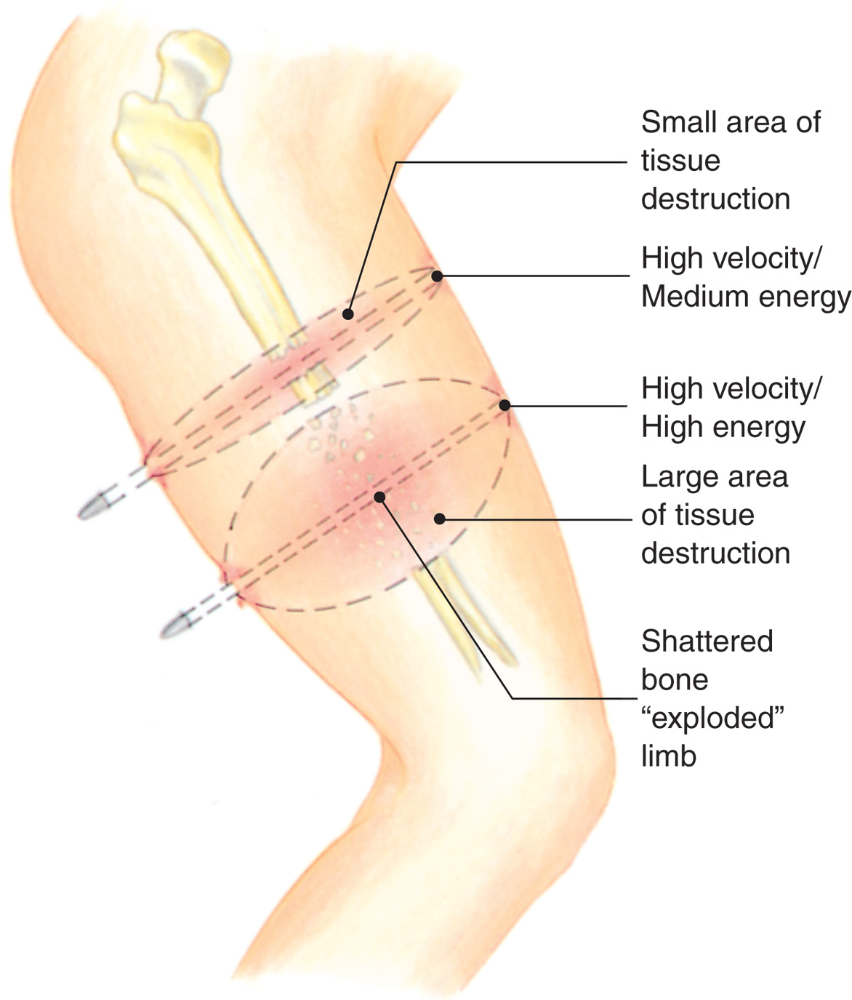 Small area of
tissue
destruction
High velocity/
Medium energy
High velocity/
High energy
Large area
of tissue
destruction
Shattered
bone
“exploded”
limb